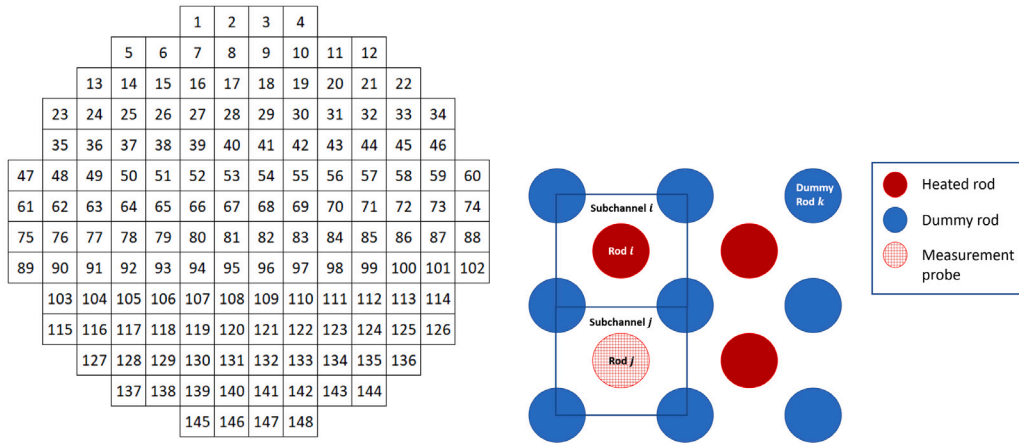 1 2 3 4
5 6 7 8 9 10 11 12
13 14 15 16 17 18 19 20 21 22
23 24 25 26 27 28 29 30 31 32 33 34
35 36 37 38 39 40 41 42 43 44 45 46
47 48 49 50 51 52 53 54 55 56 57 58 59 60
61 62 63 64 65 66 67 68 69 70 71 72 73 74
75 76 77 78 79 80 81 82 83 84 85 86 87 88
89 90 91 92 93 94 95 96 97 98 99 100 101 102
103 104 105 106 107 108 109 110 111 112 113 114
115 116 117 118 119 120 121 122 123 124 125 126
127 128 129 130 131 132 133 134 135 136
137 138 139 140 141 142 143 144
145 146 147 148
Dummy
Rod k
Subchannel i
Rod i
Subchannel j
Rod j
Heated rod
Dummy rod
Measurement
probe